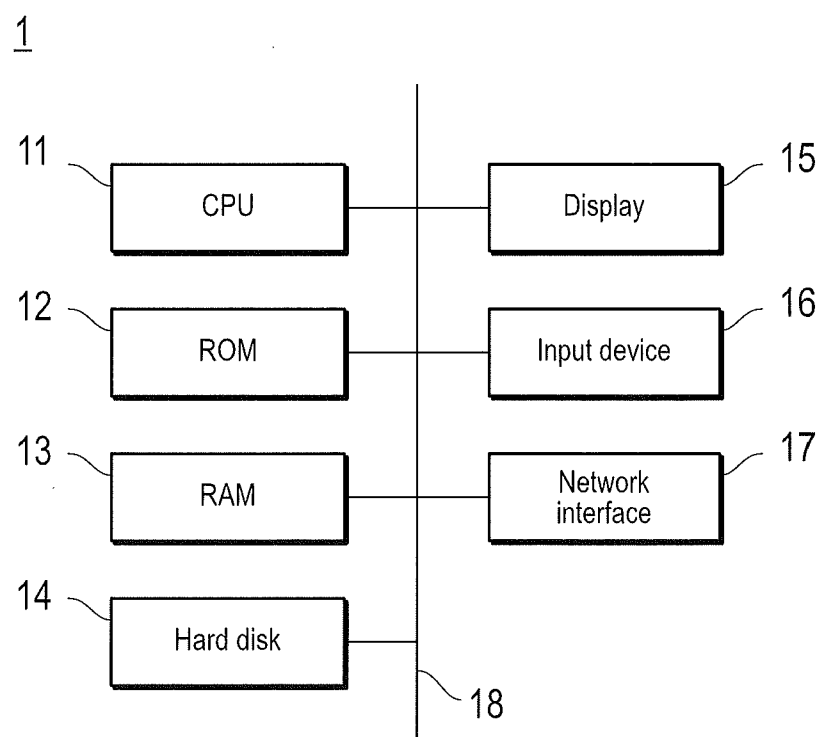 1
11
CPU
15
Display
12
ROM
16
Input device
13
RAM
17
Network
interface
14
Hard disk
18